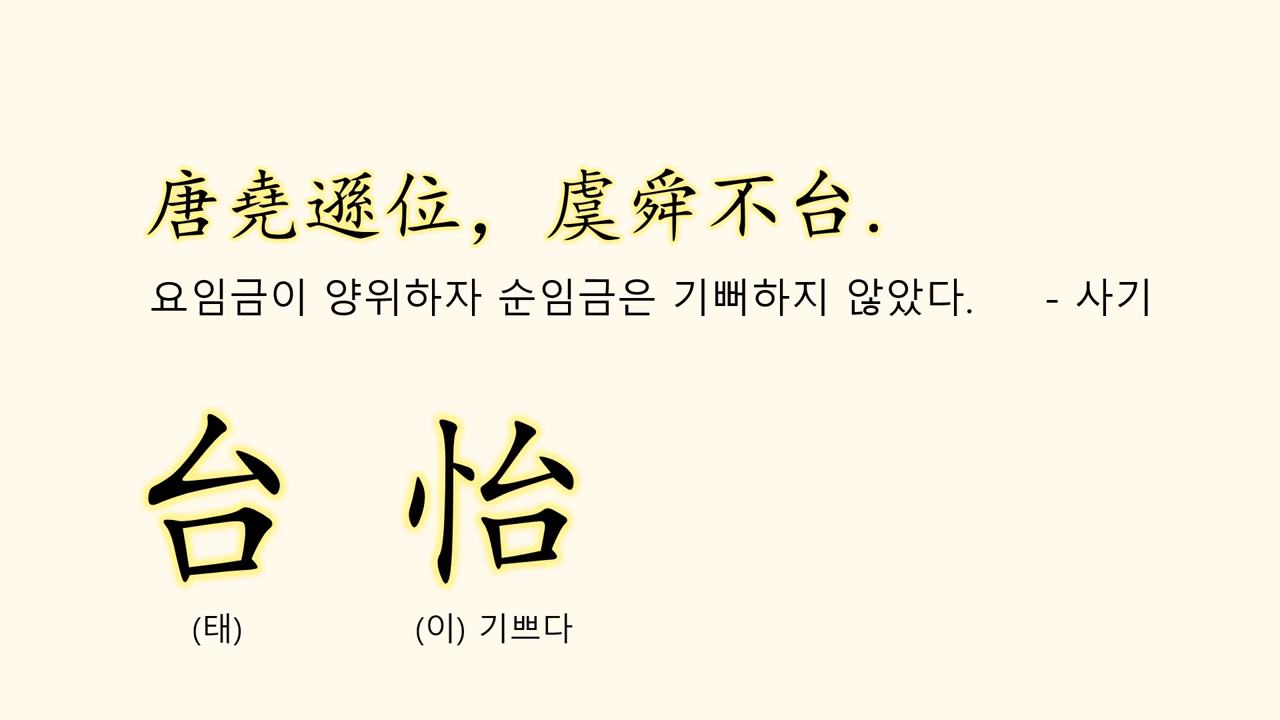 唐堯遜位，虞舜不台.
요임금이 양위하자 순임금은 기뻐하지 않았다. - 사기
台 怡
(태) (이) 기쁘다